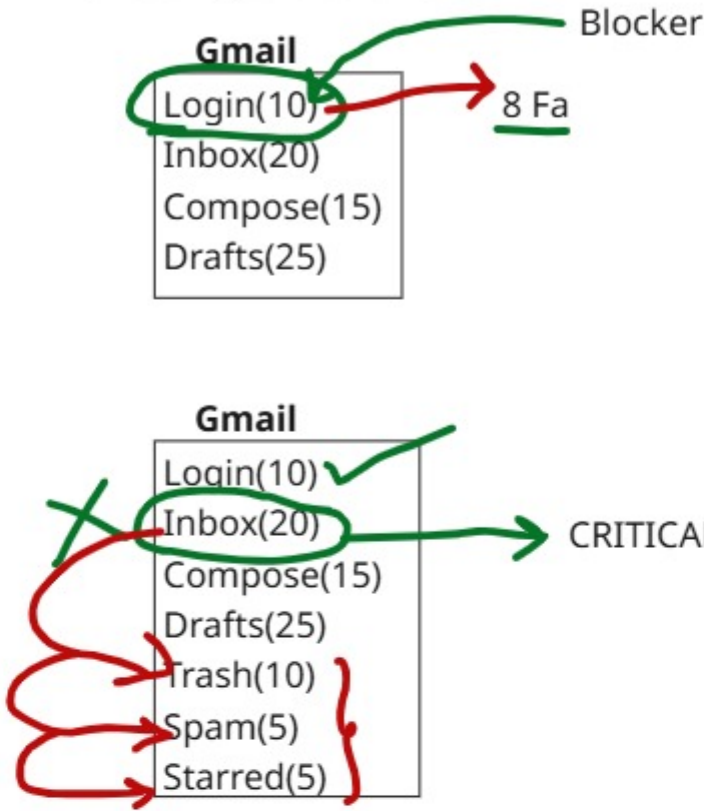 Blocker
Gmail
Login(10)
8 Fa
Inbox(20)
Compose(15)
Drafts(25)
Gmail
Login(10)
Inbox(20)
CRITICAL
Compose(15)
Drafts(25)
Trash(10)
Spam(5)
Starred(5)